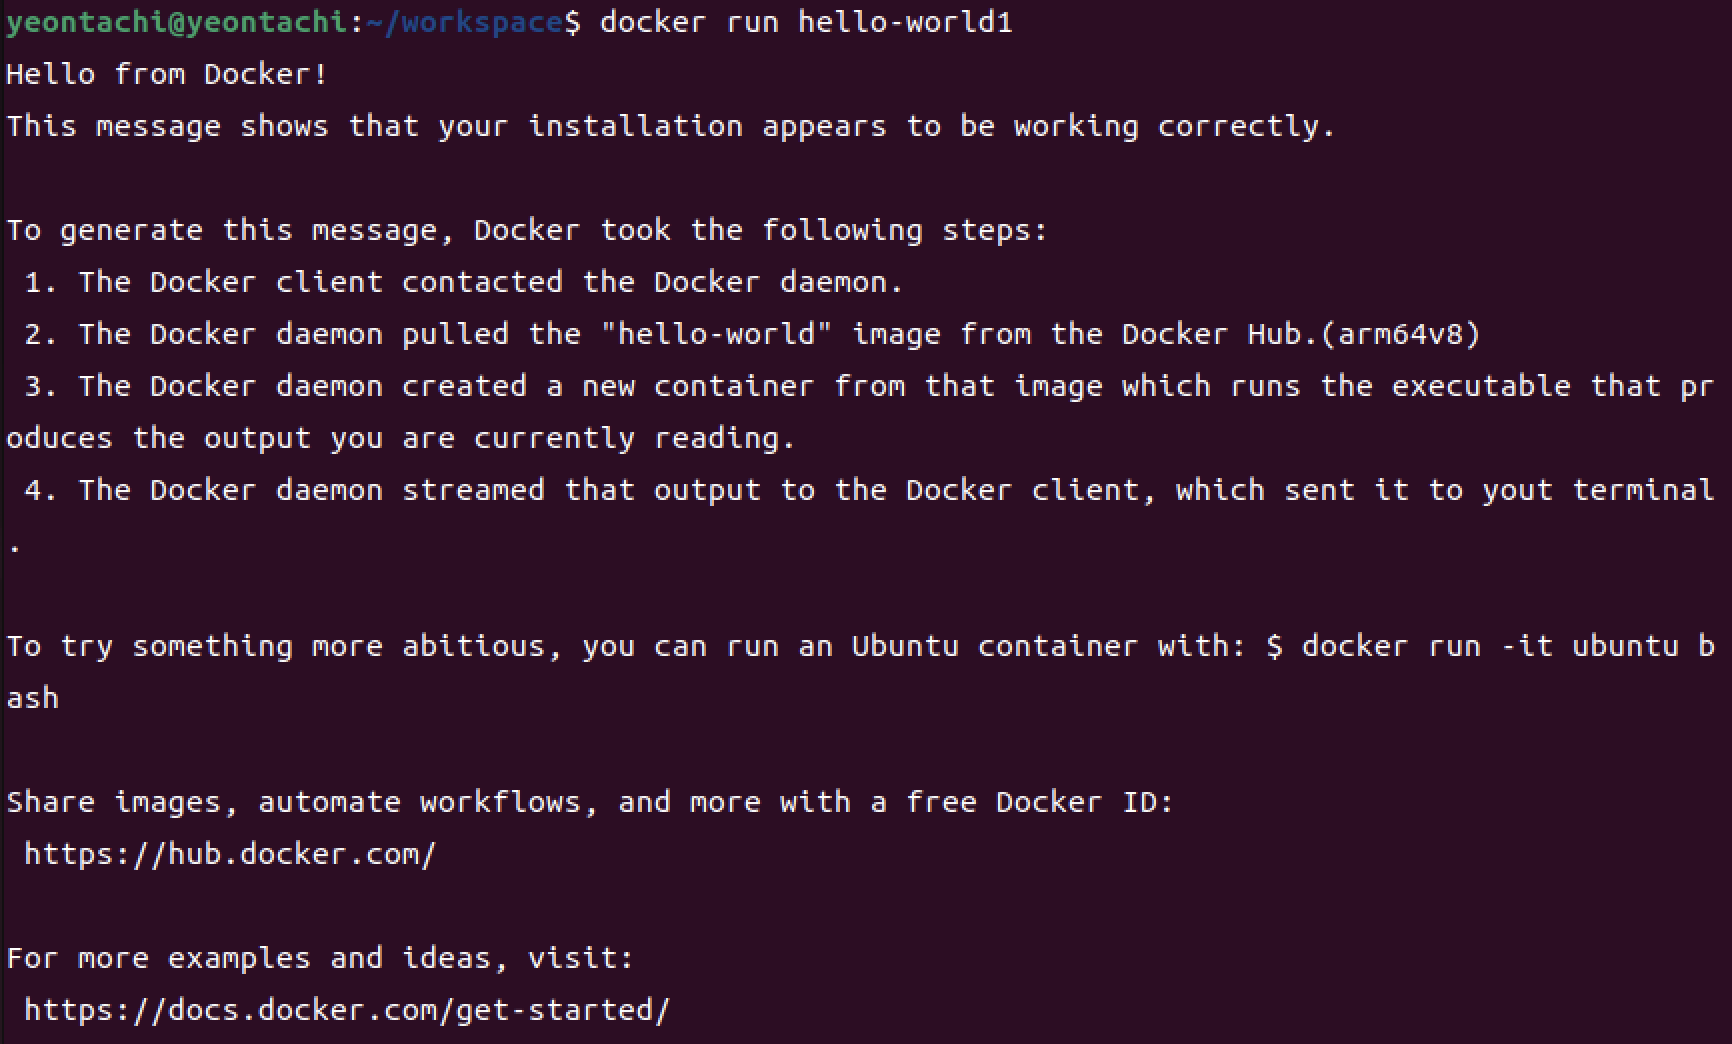 yeontachi@yeontachi:~/workspace$ docker run hello-world1
Hello from Docker!
This message shows that your installation appears to be working correctly.
To generate this message, Docker took the following steps:
 1. The Docker client contacted the Docker daemon.
 2. The Docker daemon pulled the "hello-world" image from the Docker Hub.(arm64v8)
 3. The Docker daemon created a new container from that image which runs the executable that pr
oduces the output you are currently reading.
 4. The Docker daemon streamed that output to the Docker client, which sent it to yout terminal
.
To try something more abitious, you can run an Ubuntu container with: $ docker run -it ubuntu b
ash
Share images, automate workflows, and more with a free Docker ID:
 https://hub.docker.com/
For more examples and ideas, visit:
 https://docs.docker.com/get-started/